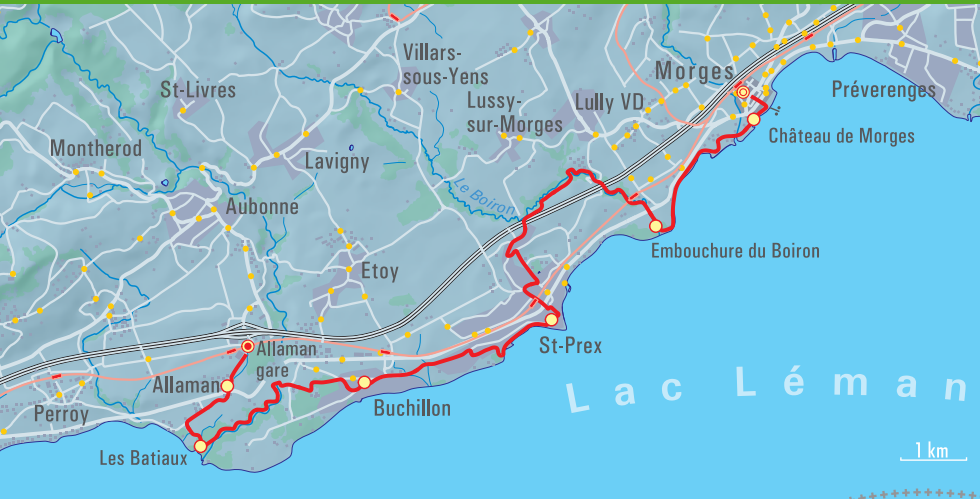 Villars-
sous-Yens
Morges
St-Livres
Lussy-
sur-Morges
Lully VD
Préverenges
Château de Morges
Montherod
Lavigny
Le Boiron
Aubonne
Embouchure du Boiron
Etoy
St-Prex
Allaman
gare
Allaman
Lac Léman
Perroy
Buchillon
Les Batiaux
1 km